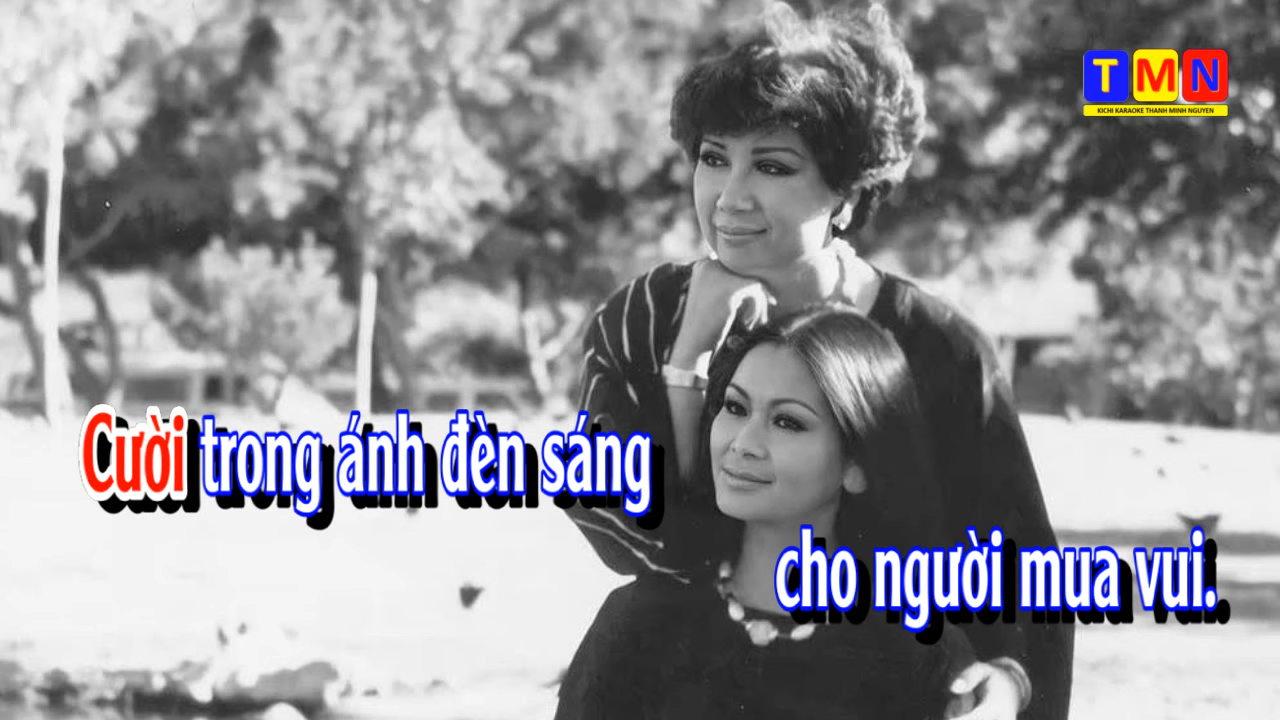 TMN
KICHI KARAOKE THANH MINH NGUYEN
Cười trong ánh đèn sáng
cho người mua vui.